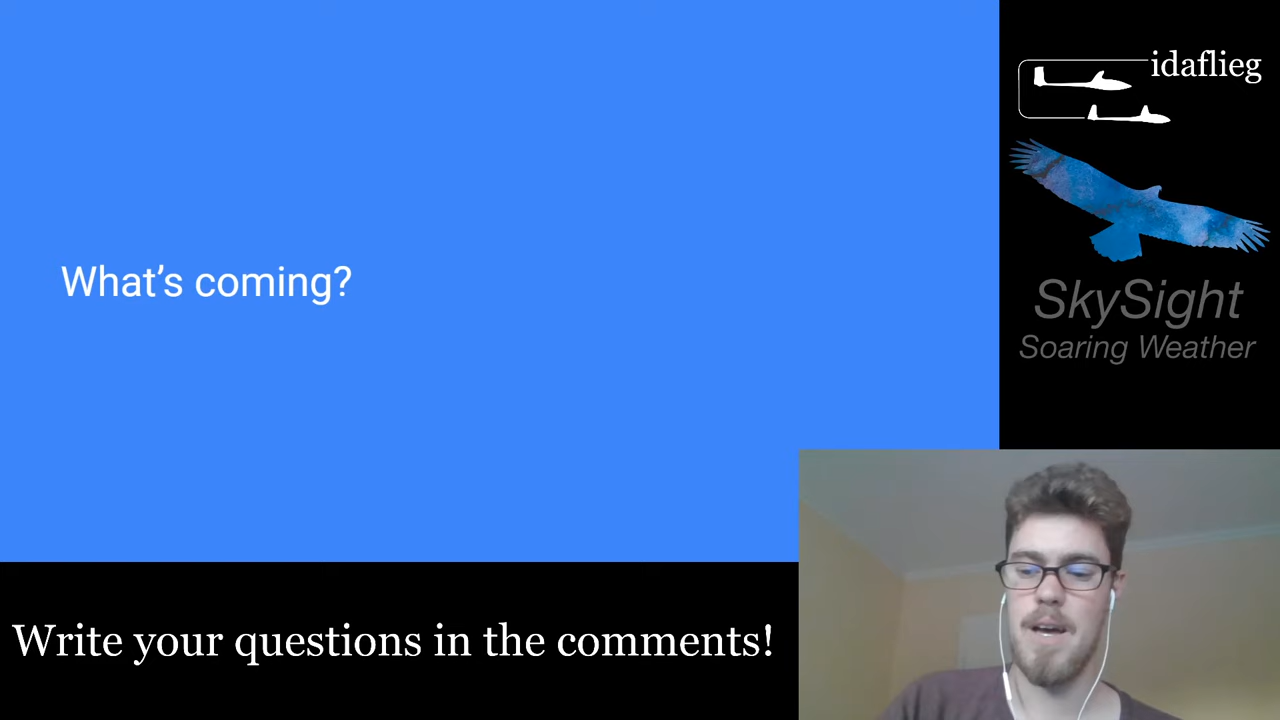 idaflieg
What's coming?
SkySight
Soaring Weather
Write your questions in the comments!